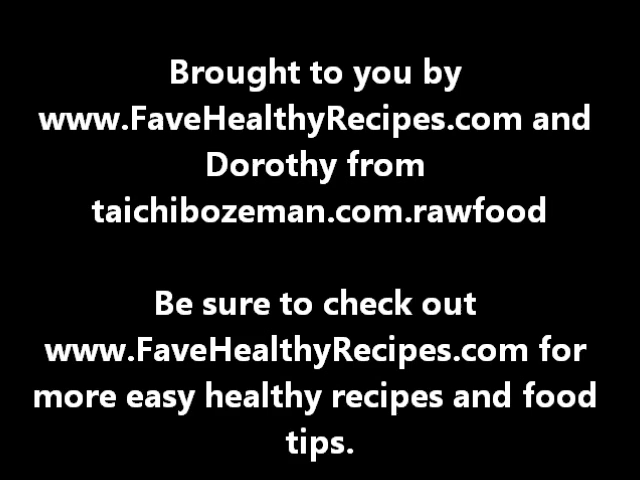 Brought to you by
www.FaveHealthyRecipes.com and
Dorothy from
taichibozeman.com.rawfood
Be sure to check out
www.FaveHealthyRecipes.com for
more easy healthy recipes and food
tips.